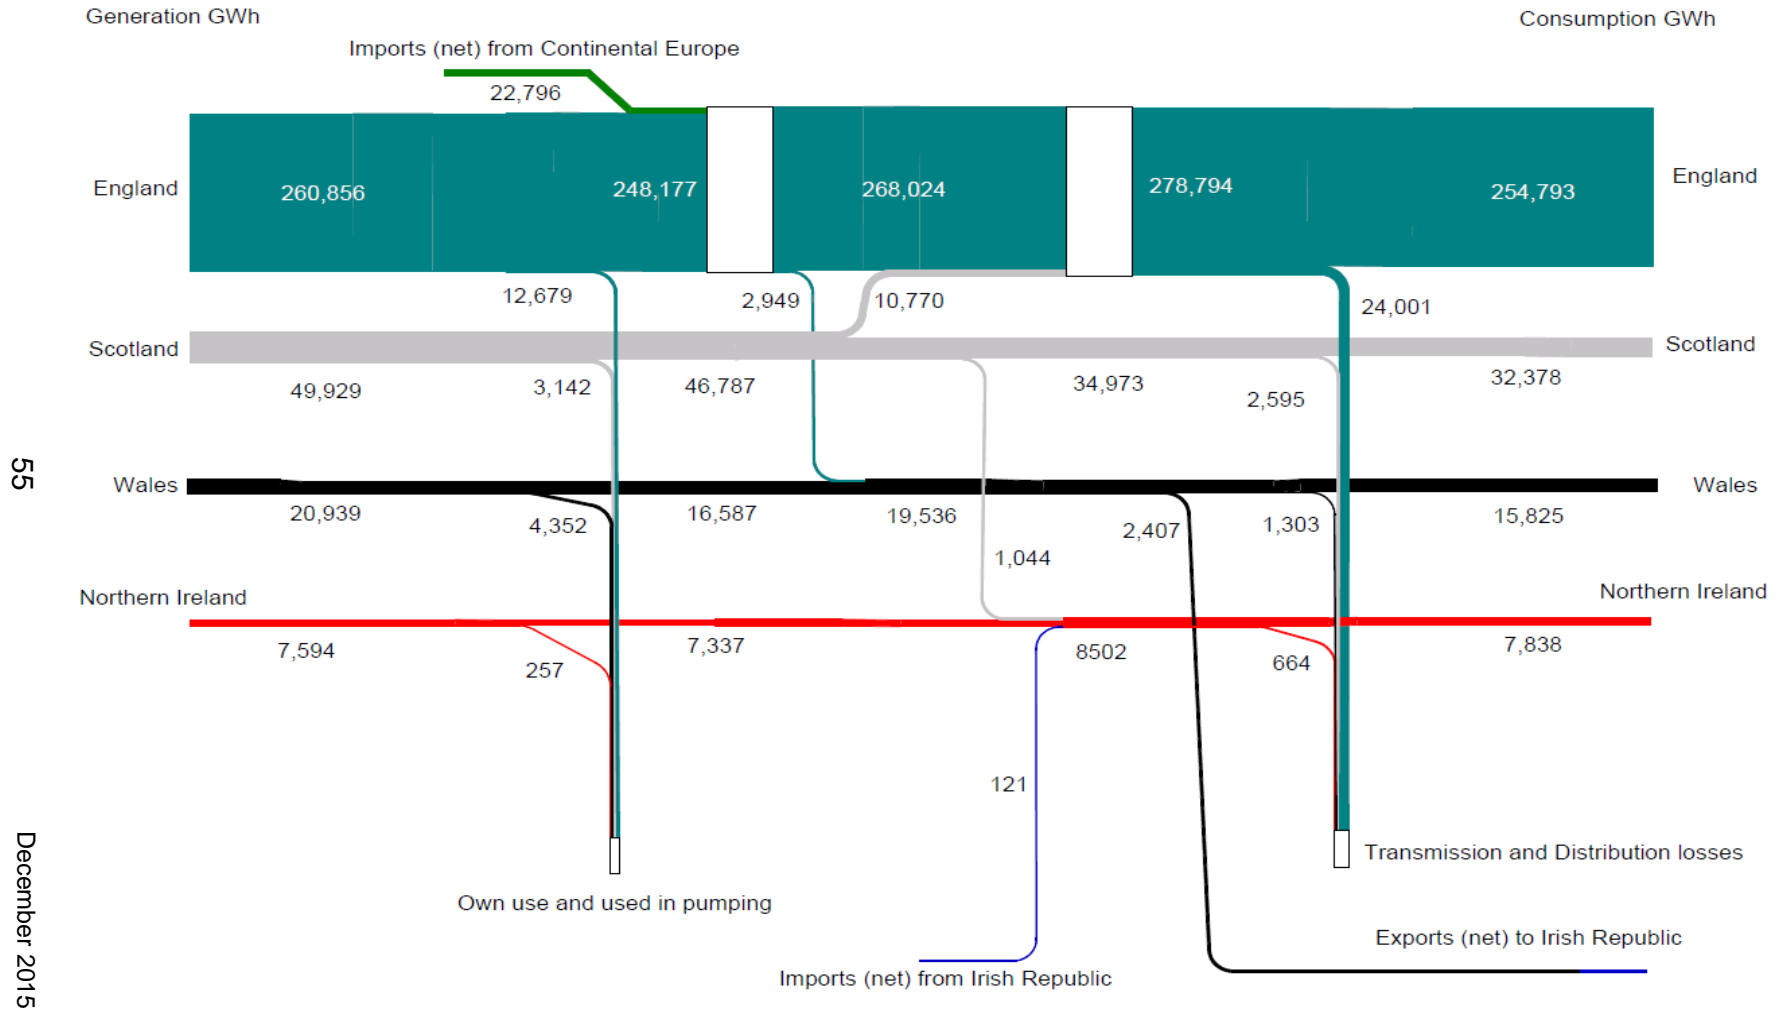 Generation GWh
Consumption GWh
Imports (net) from Continental Europe
22,796
England
260,856
248,177
268,024
278,794
254,793
England
12,679
2,949
10,770
24,001
Scotland
Scotland
49,929
3,142
46,787
34,973
2,595
32,378
55
Wales
Wales
20,939
4,352
16,587
19,536
2,407
1,303
15,825
1,044
Northern Ireland
Northern Ireland
7,594
257
7,337
8502
664
7,838
121
December 2015
Own use and used in pumping
Transmission and Distribution losses
Imports (net) from Irish Republic
Exports (net) to Irish Republic